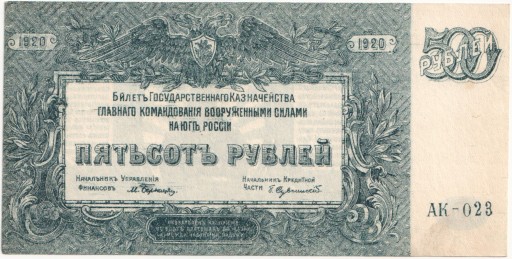 1920
1920
500
РУБЛЕЙ
Билетъ Государственнаго Казначейства
Главнаго Командованія Вооруженными Силами
на Югѣ Россіи
ПЯТЬСОТЪ РУБЛЕЙ
Начальникъ Управленія
Финансовъ
Начальникъ Кредитной
Части
АК-023